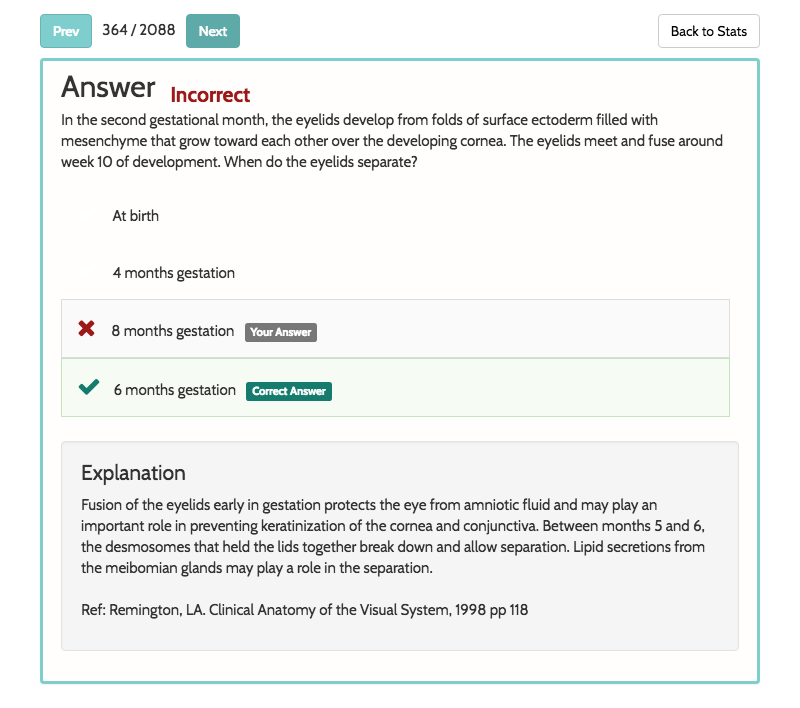 Prev 364 / 2088 Next Back to Stats
Answer Incorrect
In the second gestational month, the eyelids develop from folds of surface ectoderm filled with
mesenchyme that grow toward each other over the developing cornea. The eyelids meet and fuse around
week 10 of development. When do the eyelids separate?
At birth
4 months gestation
8 months gestation Your Answer
6 months gestation Correct Answer
Explanation
Fusion of the eyelids early in gestation protects the eye from amniotic fluid and may play an
important role in preventing keratinization of the cornea and conjunctiva. Between months 5 and 6,
the desmosomes that held the lids together break down and allow separation. Lipid secretions from
the meibomian glands may play a role in the separation.
Ref: Remington, LA. Clinical Anatomy of the Visual System, 1998 pp 118